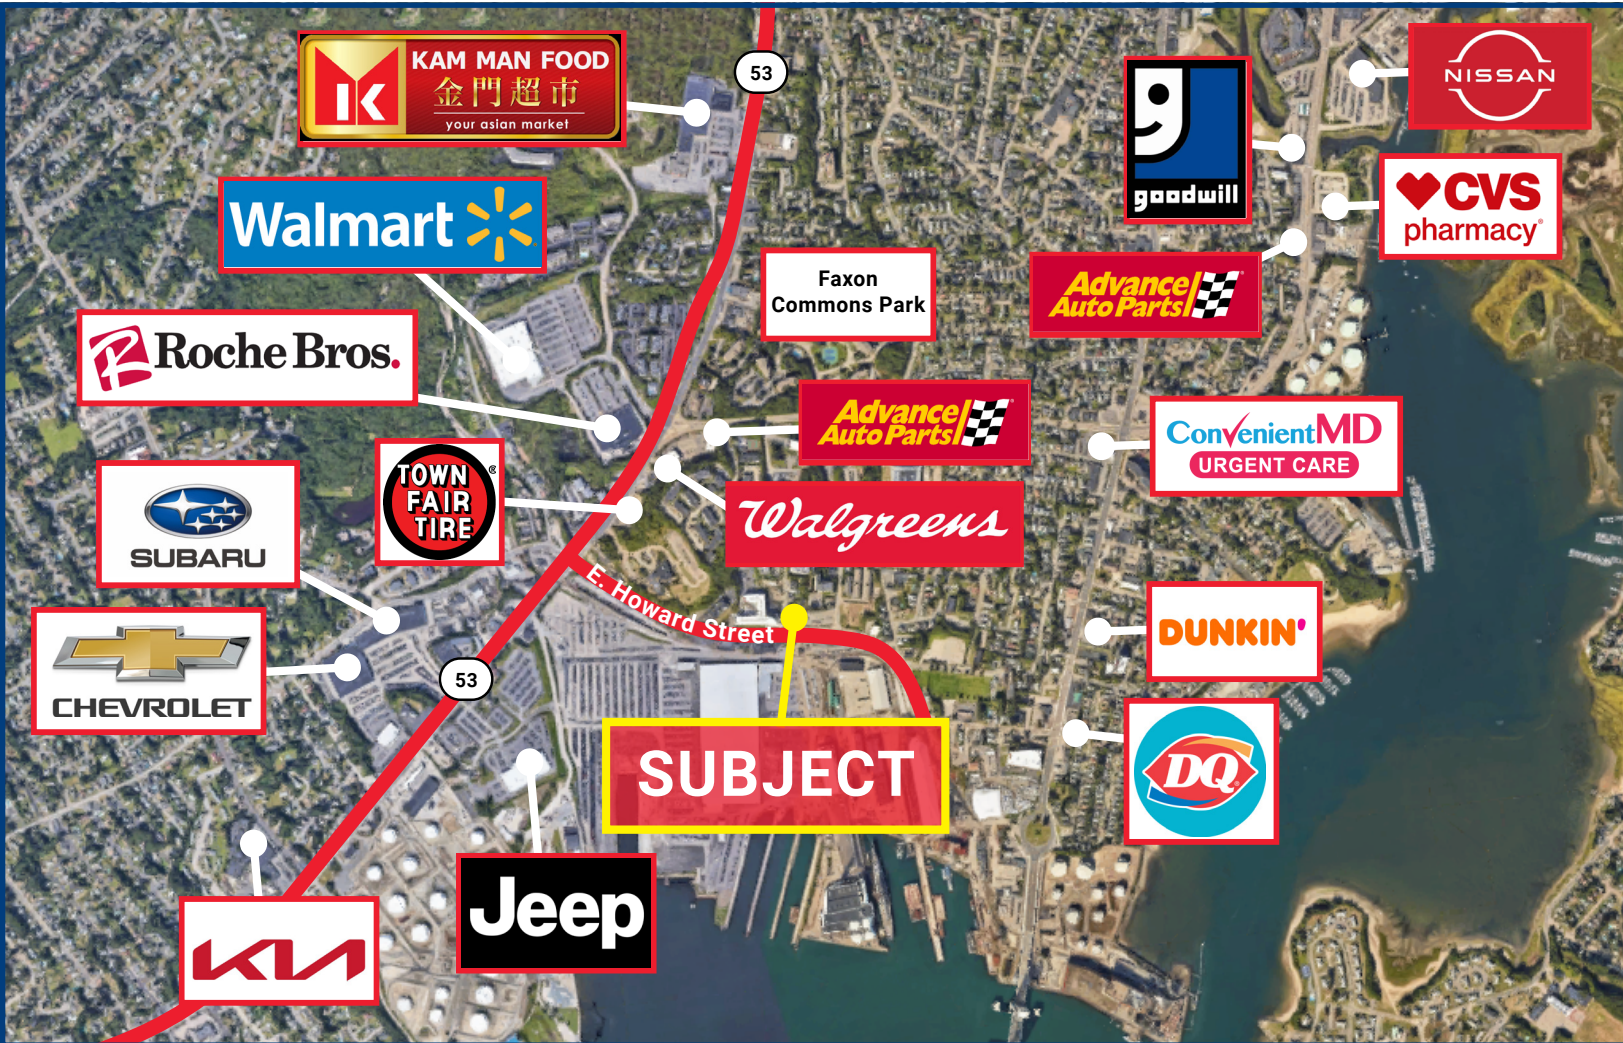 KAM MAN FOOD
金門超市
your asian market
53
NISSAN
goodwill
CVS
pharmacy®
Walmart
Faxon
Commons Park
Advance
Auto Parts
Roche Bros.
Advance
Auto Parts
ConvenientMD
URGENT CARE
TOWN
FAIR
TIRE
®
Walgreens
SUBARU
E. Howard Street
DUNKIN'
CHEVROLET
53
SUBJECT
DQ®
Jeep
KIA